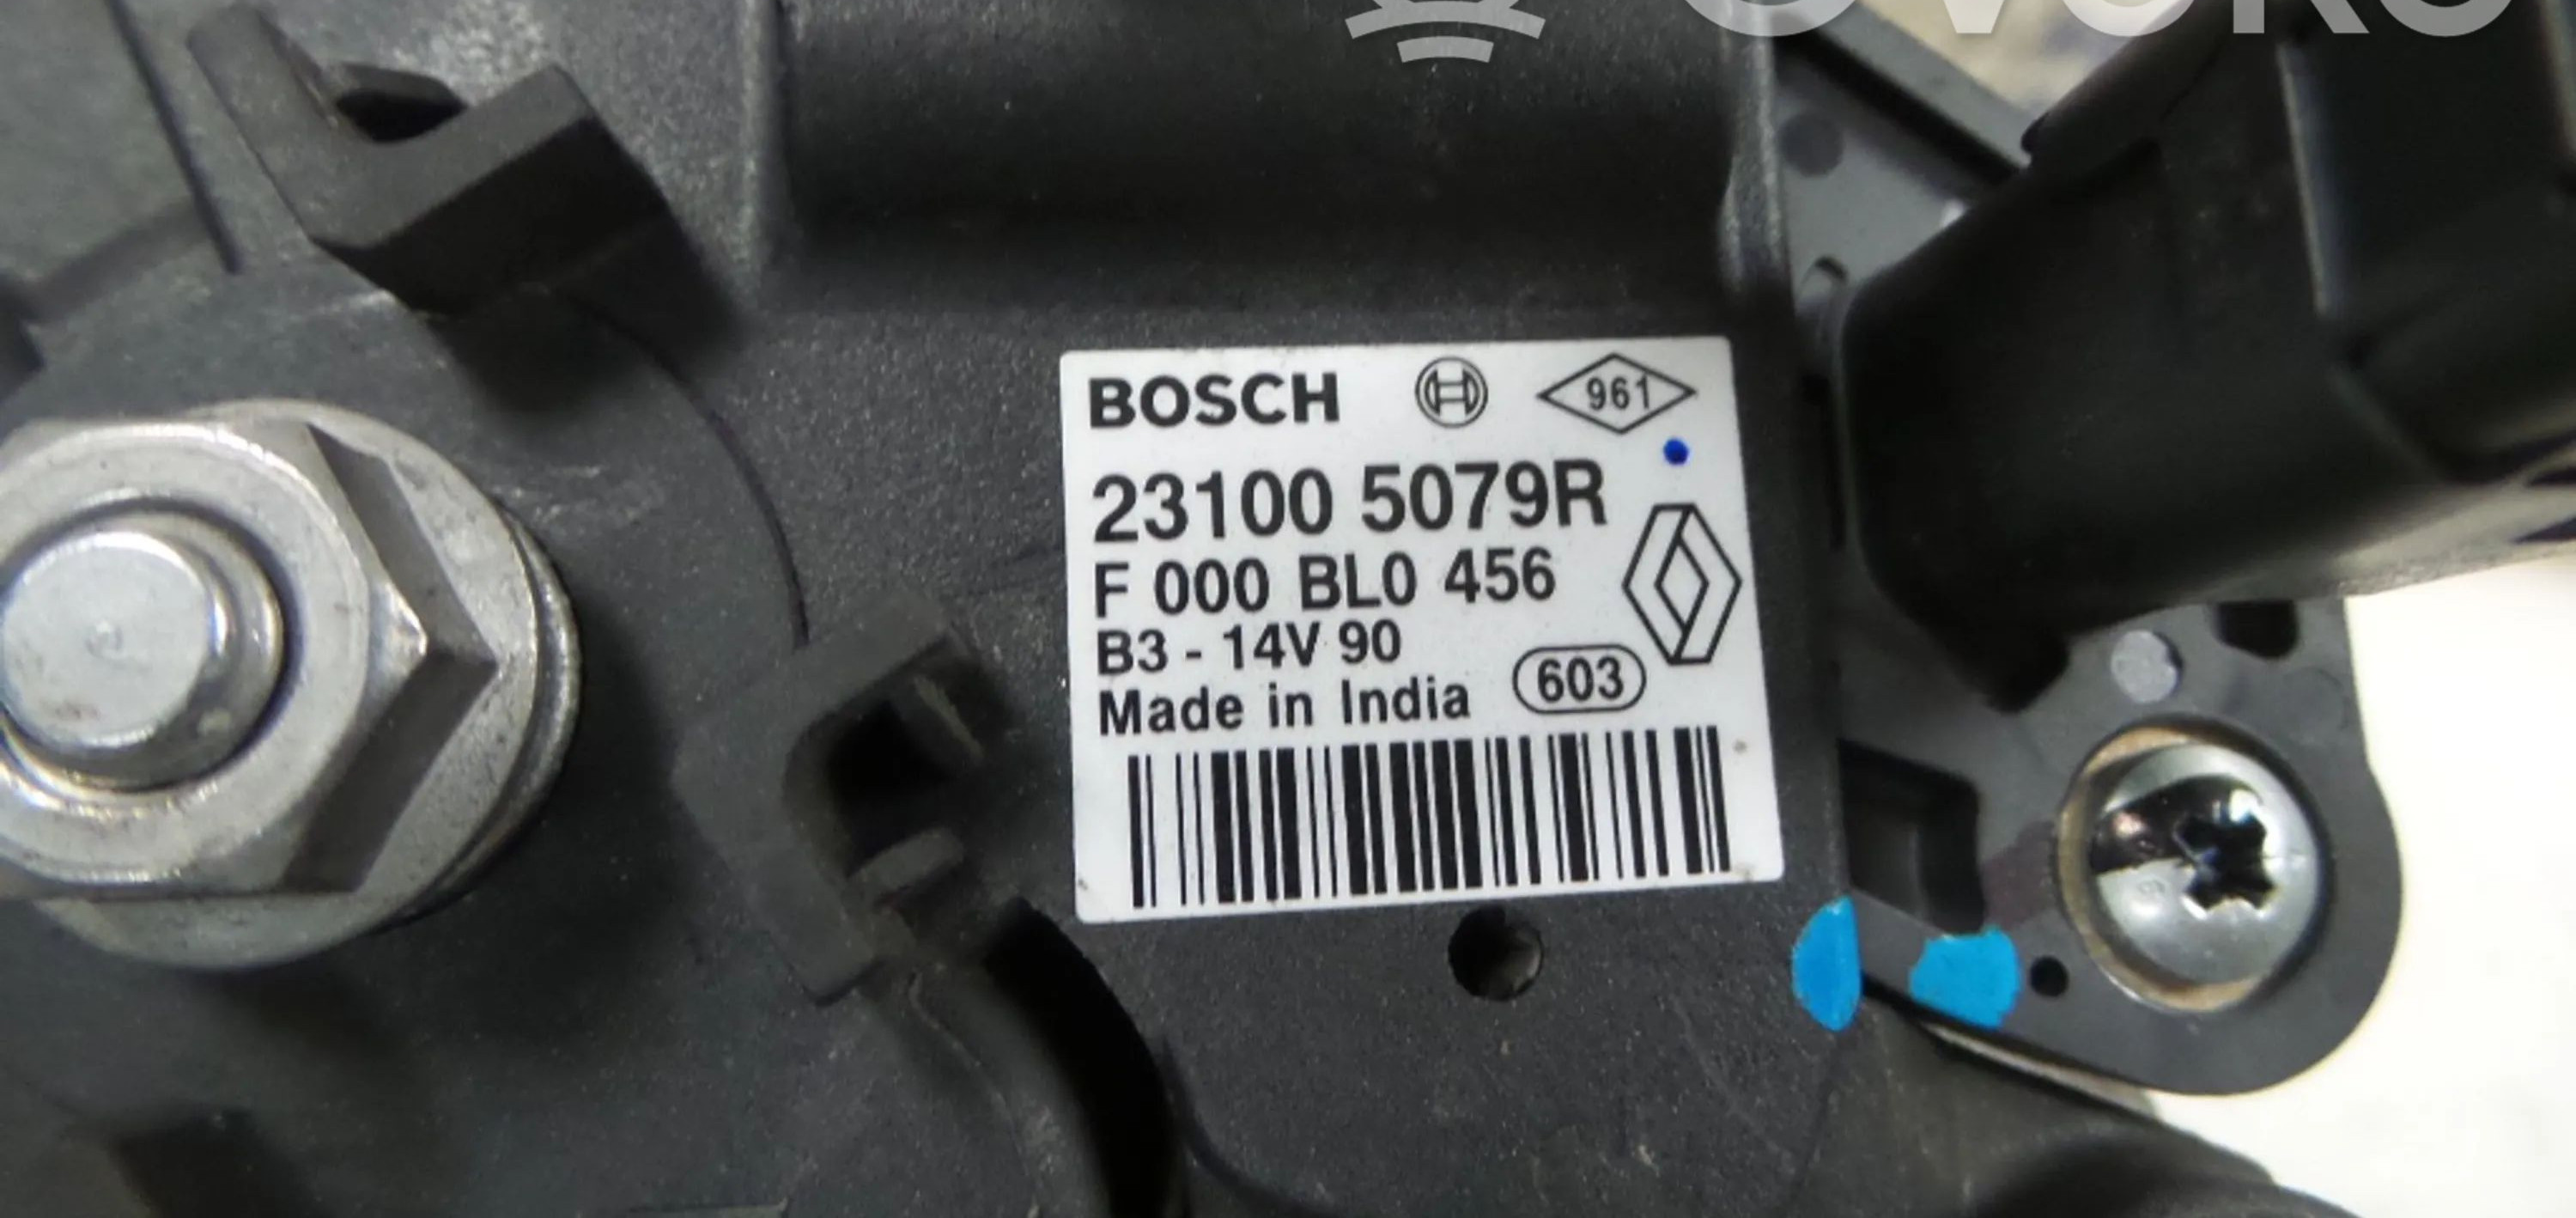 BOSCH 961
23100 5079R
F 000 BL0 456
B3 - 14V 90
Made in India 603